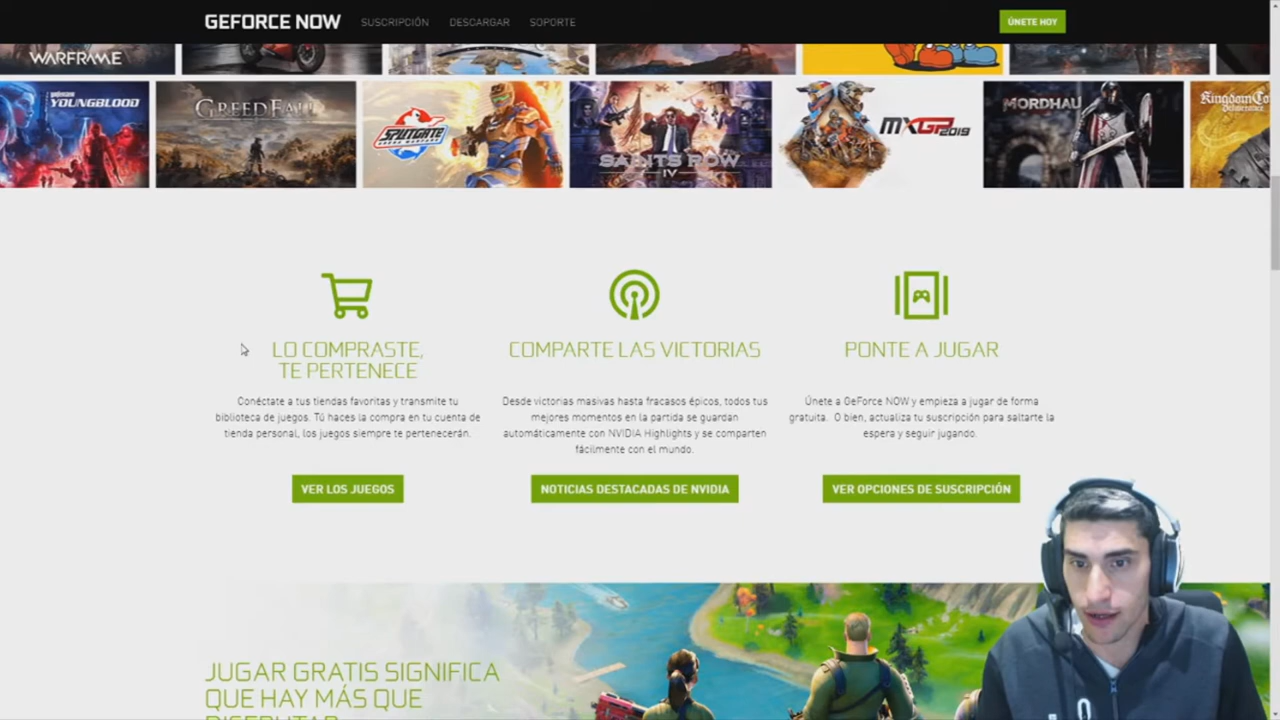 GEFORCE NOW SUSCRIPCIÓN DESCARGAR SOPORTE ÚNETE HOY
WARFRAME
YOUNGBLOOD
GREEDFALL
SPLITGATE
SAINTS ROW
IV
MXGP2019
MORDHAU
Kingdom Co
LO COMPRASTE,
TE PERTENECE
Conéctate a tus tiendas favoritas y transmite tu
biblioteca de juegos. Tú haces la compra en tu cuenta de
tienda personal, los juegos siempre te pertenecerán.
VER LOS JUEGOS
COMPARTE LAS VICTORIAS
Desde victorias masivas hasta fracasos épicos, todos tus
mejores momentos en la partida se guardan
automáticamente con NVIDIA Highlights y se comparten
fácilmente con el mundo.
NOTICIAS DESTACADAS DE NVIDIA
PONTE A JUGAR
Únete a GeForce NOW y empieza a jugar de forma
gratuita. O bien, actualiza tu suscripción para saltarte la
espera y seguir jugando.
VER OPCIONES DE SUSCRIPCIÓN
JUGAR GRATIS SIGNIFICA
QUE HAY MÁS QUE
DISFRUTAR